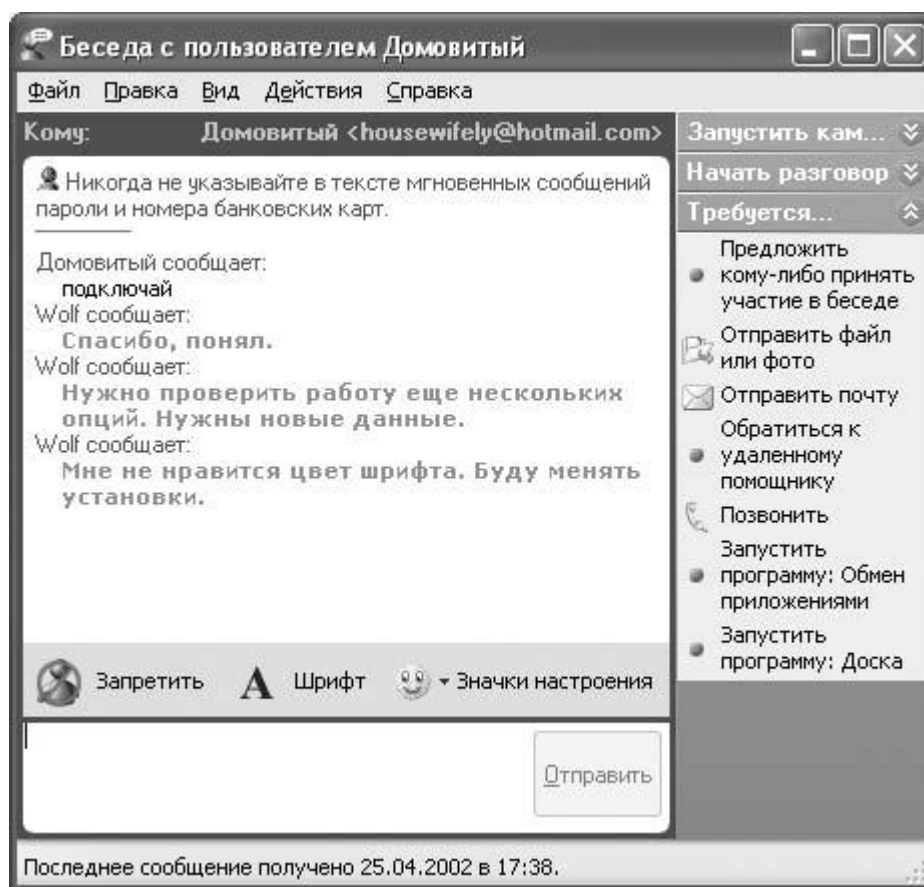 Беседа с пользователем Домовитый
Файл Правка Вид Действия Справка
Кому: Домовитый <housewifely@hotmail.com>
Никогда не указывайте в тексте мгновенных сообщений
пароли и номера банковских карт.
Домовитый сообщает:
подключай
Wolf сообщает:
Спасибо, понял.
Wolf сообщает:
Нужно проверить работу еще нескольких
опций. Нужны новые данные.
Wolf сообщает:
Мне не нравится цвет шрифта. Буду менять
установки.
Запретить
Шрифт
Значки настроения
Отправить
Запустить кам...
Начать разговор
Требуется...
Предложить
кому-либо принять
участие в беседе
Отправить файл
или фото
Отправить почту
Обратиться к
удаленному
помощнику
Позвонить
Запустить
программу: Обмен
приложениями
Запустить
программу: Доска
Последнее сообщение получено 25.04.2002 в 17:38.